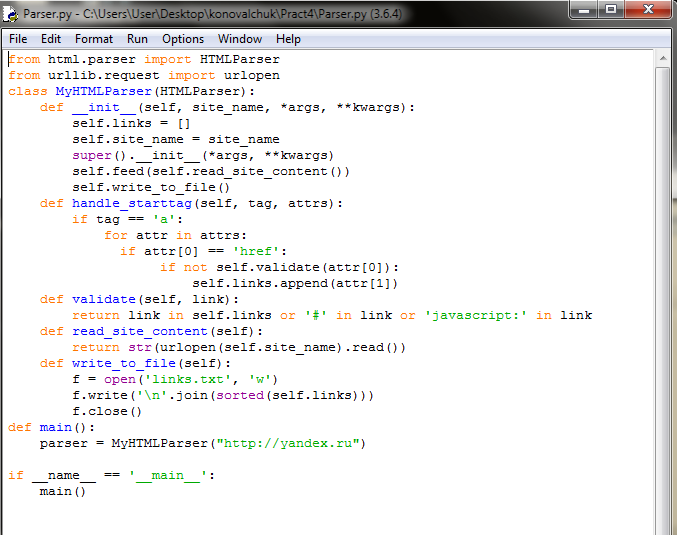 Parser.py - C:\Users\User\Desktop\konovalchuk\Pract4\Parser.py (3.6.4)
File Edit Format Run Options Window Help
from html.parser import HTMLParser
from urllib.request import urlopen
class MyHTMLParser(HTMLParser):
    def __init__(self, site_name, *args, **kwargs):
        self.links = []
        self.site_name = site_name
        super().__init__(*args, **kwargs)
        self.feed(self.read_site_content())
        self.write_to_file()
    def handle_starttag(self, tag, attrs):
        if tag == 'a':
            for attr in attrs:
              if attr[0] == 'href':
                   if not self.validate(attr[0]):
                       self.links.append(attr[1])
    def validate(self, link):
        return link in self.links or '#' in link or 'javascript:' in link
    def read_site_content(self):
        return str(urlopen(self.site_name).read())
    def write_to_file(self):
        f = open('links.txt', 'w')
        f.write('\n'.join(sorted(self.links)))
        f.close()
def main():
    parser = MyHTMLParser("http://yandex.ru")

if __name__ == '__main__':
    main()